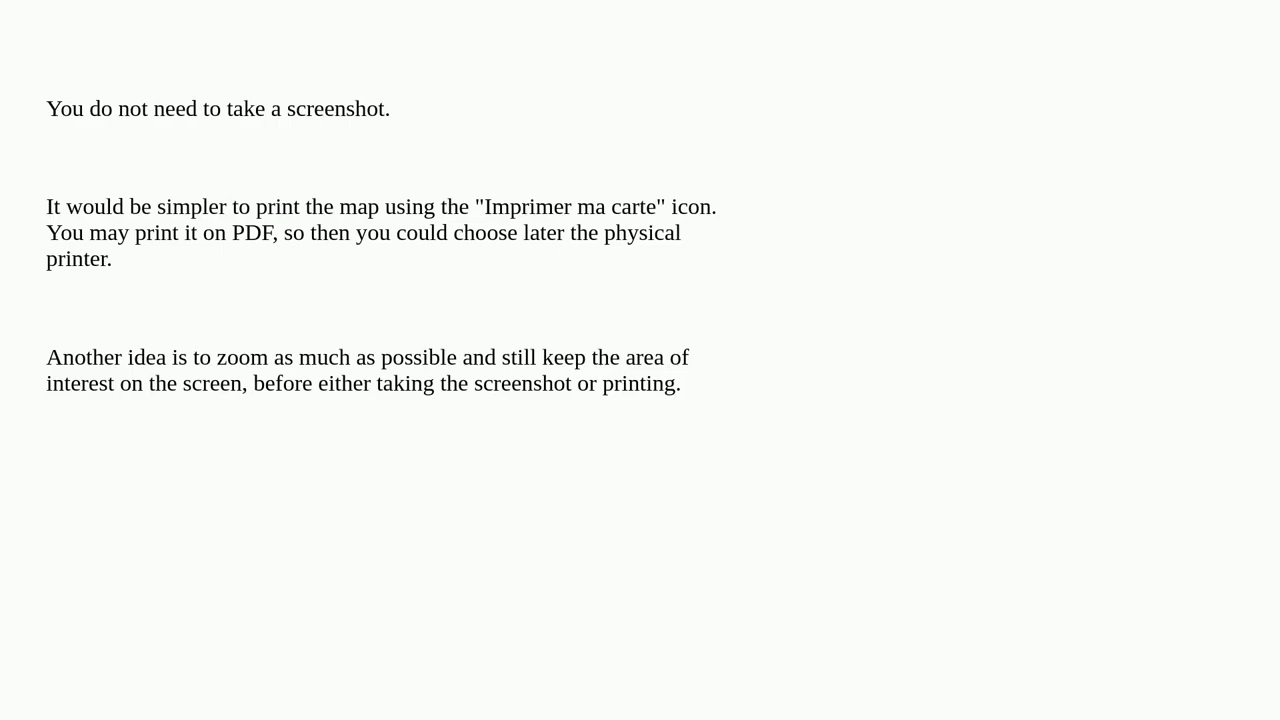 You do not need to take a screenshot.
It would be simpler to print the map using the "Imprimer ma carte" icon.
You may print it on PDF, so then you could choose later the physical
printer.
Another idea is to zoom as much as possible and still keep the area of
interest on the screen, before either taking the screenshot or printing.